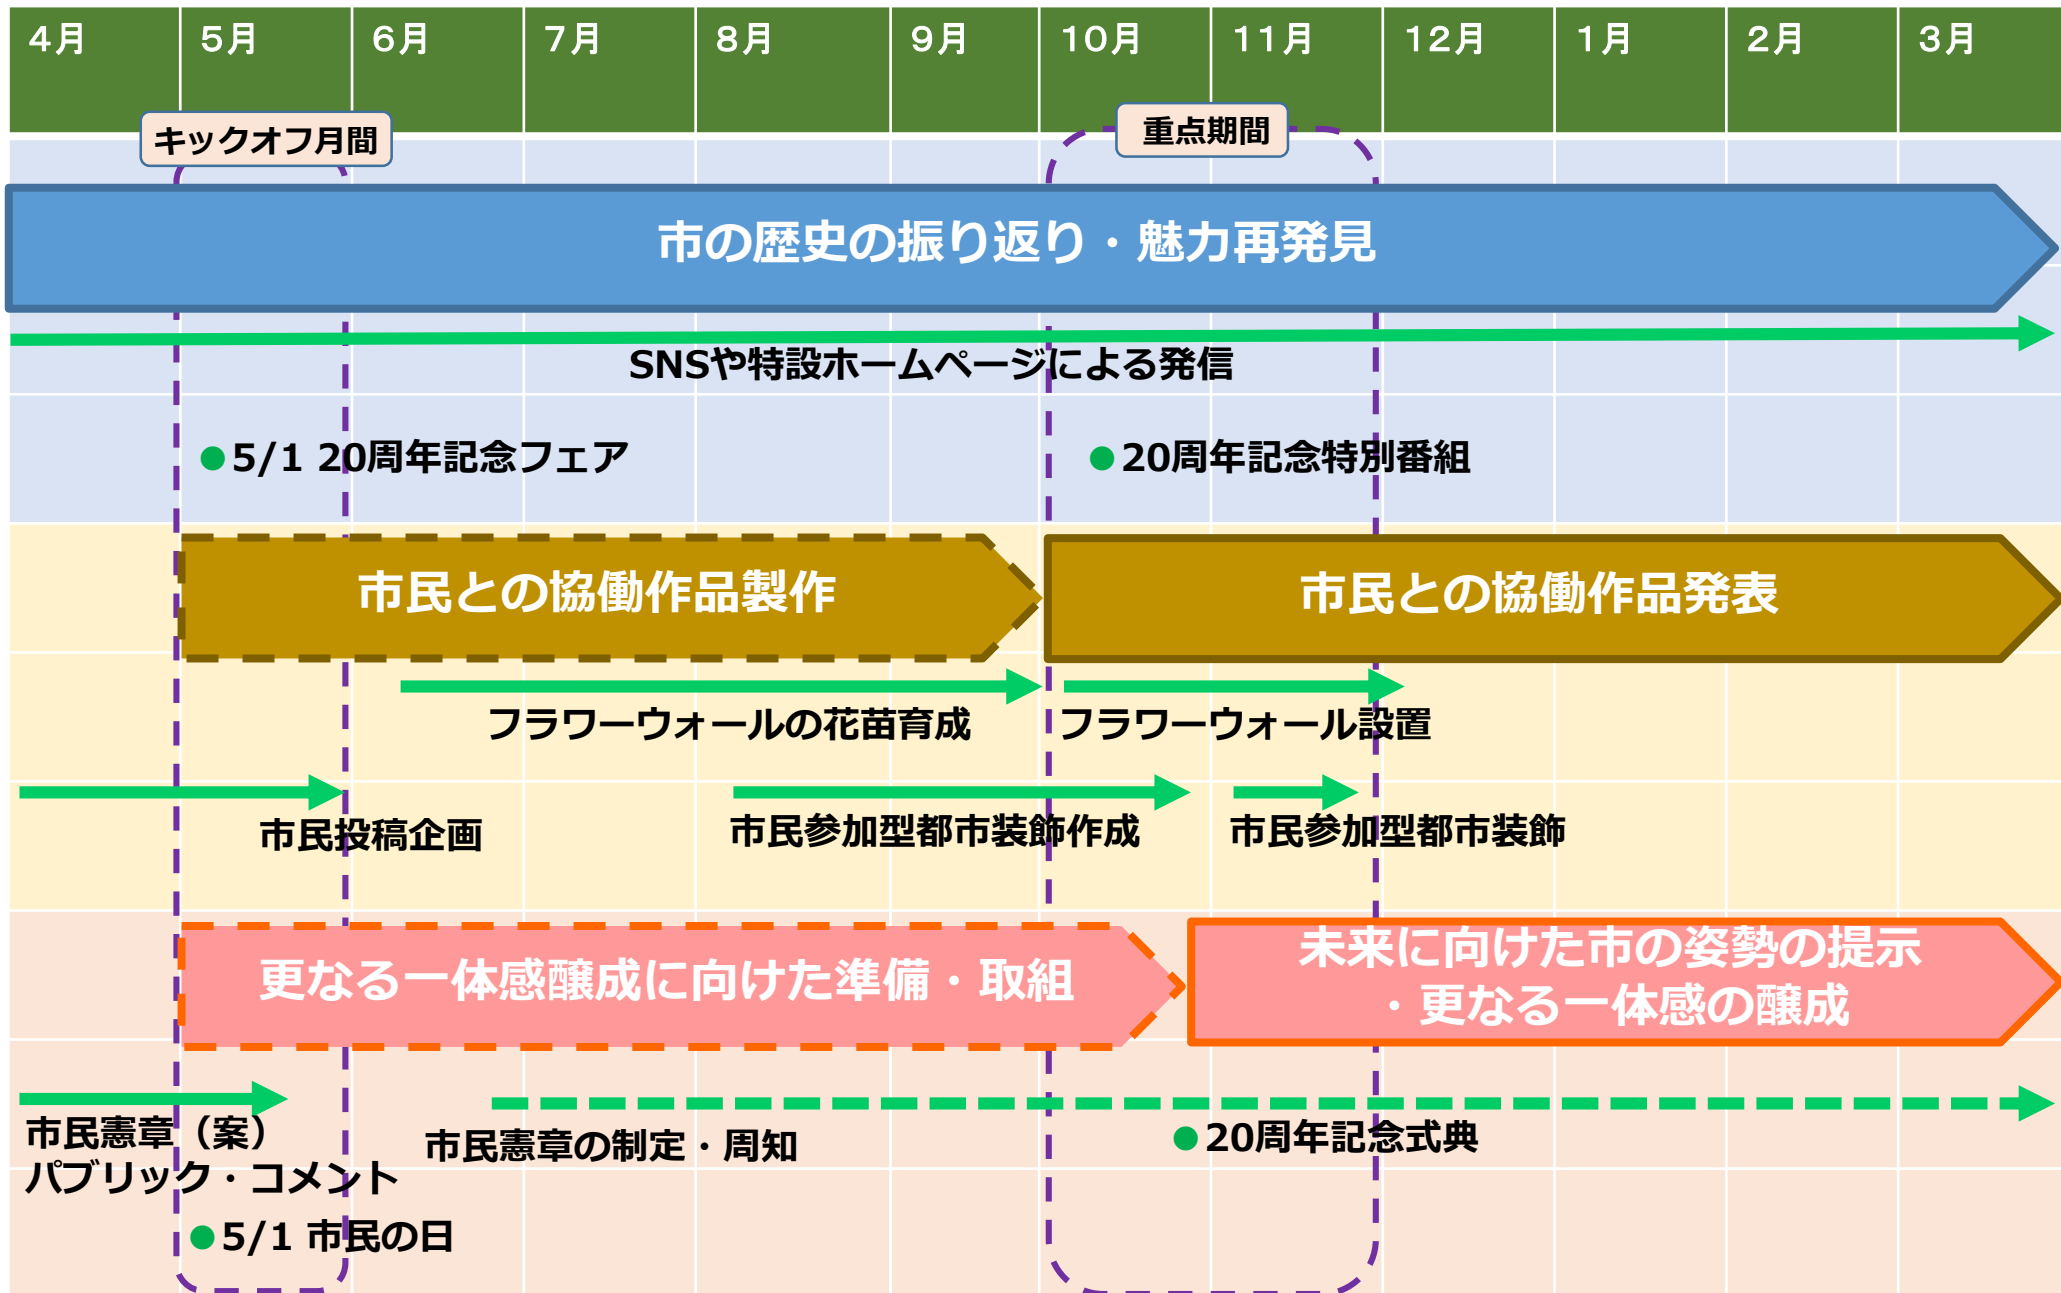 4月 5月 6月 7月 8月 9月 10月 11月 12月 1月 2月 3月
キックオフ月間
重点期間
市の歴史の振り返り・魅力再発見
SNSや特設ホームページによる発信
●5/1 20周年記念フェア
●20周年記念特別番組
市民との協働作品製作
市民との協働作品発表
フラワーウォールの花苗育成
フラワーウォール設置
市民投稿企画
市民参加型都市装飾作成
市民参加型都市装飾
更なる一体感醸成に向けた準備・取組
未来に向けた市の姿勢の提示
・更なる一体感の醸成
市民憲章（案）
パブリック・コメント
市民憲章の制定・周知
●20周年記念式典
●5/1 市民の日